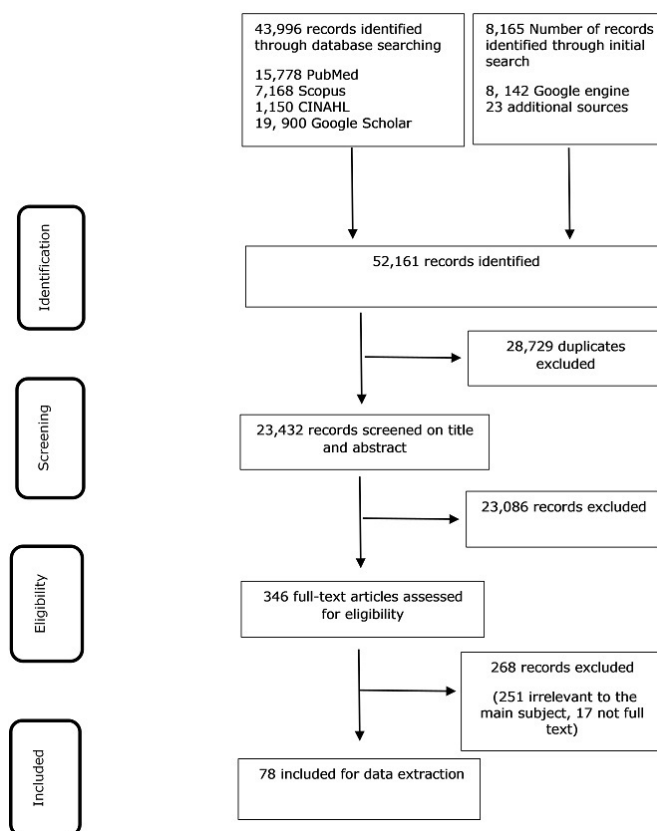 43,996 records identified
through database searching
15,778 PubMed
7,168 Scopus
1,150 CINAHL
19, 900 Google Scholar
8,165 Number of records
identified through initial
search
8, 142 Google engine
23 additional sources
Identification
52,161 records identified
28,729 duplicates
excluded
Screening
23,432 records screened on title
and abstract
23,086 records excluded
Eligibility
346 full-text articles assessed
for eligibility
268 records excluded
(251 irrelevant to the
main subject, 17 not full
text)
Included
78 included for data extraction